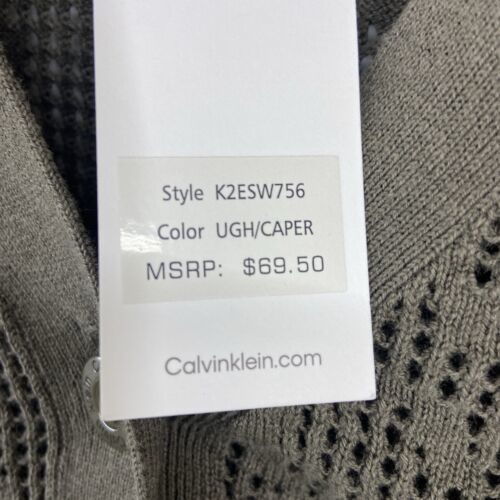 Style K2ESW756
Color UGH/CAPER
MSRP: $69.50
Calvinklein.com